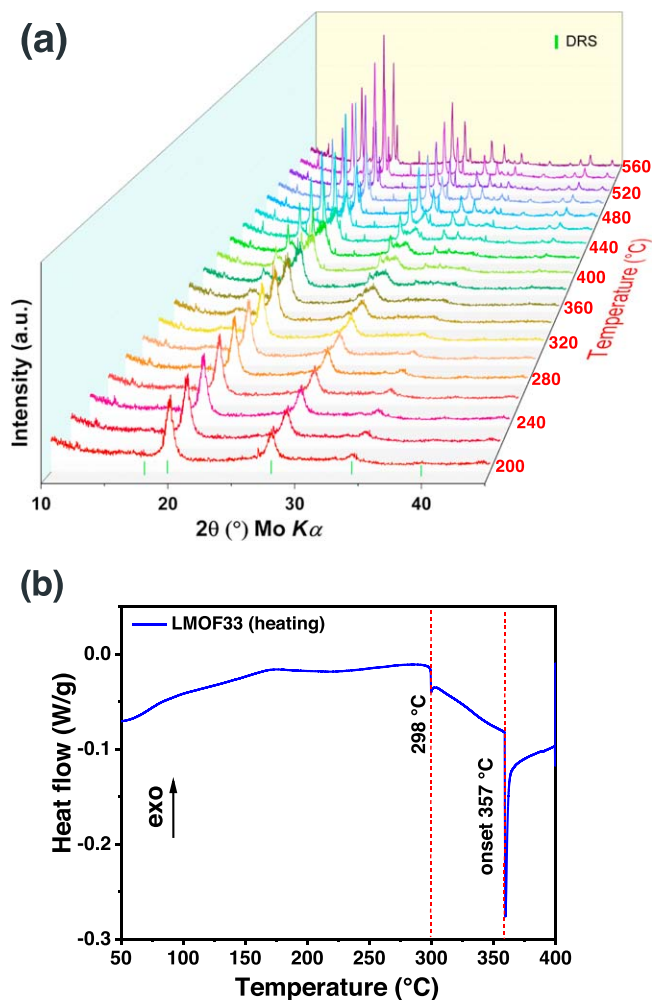 (a)
DRS
560
520
480
440
400
360
320
280
240
200
Temperature (°C)
Intensity (a.u.)
10 20 30 40
2θ (°) Mo Kα
(b)
LMOF33 (heating)
0.0
-0.1
-0.2
-0.3
Heat flow (W/g)
exo
298 °C
onset 357 °C
50 100 150 200 250 300 350 400
Temperature (°C)